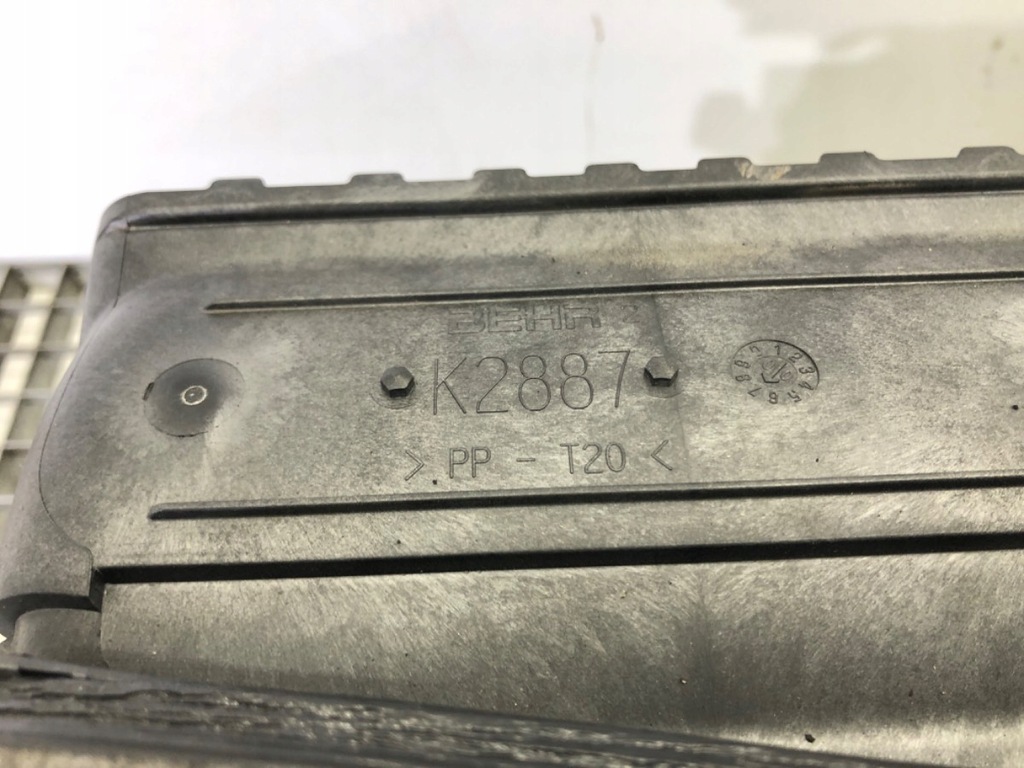 BEHR
K2887
> PP - T20 <